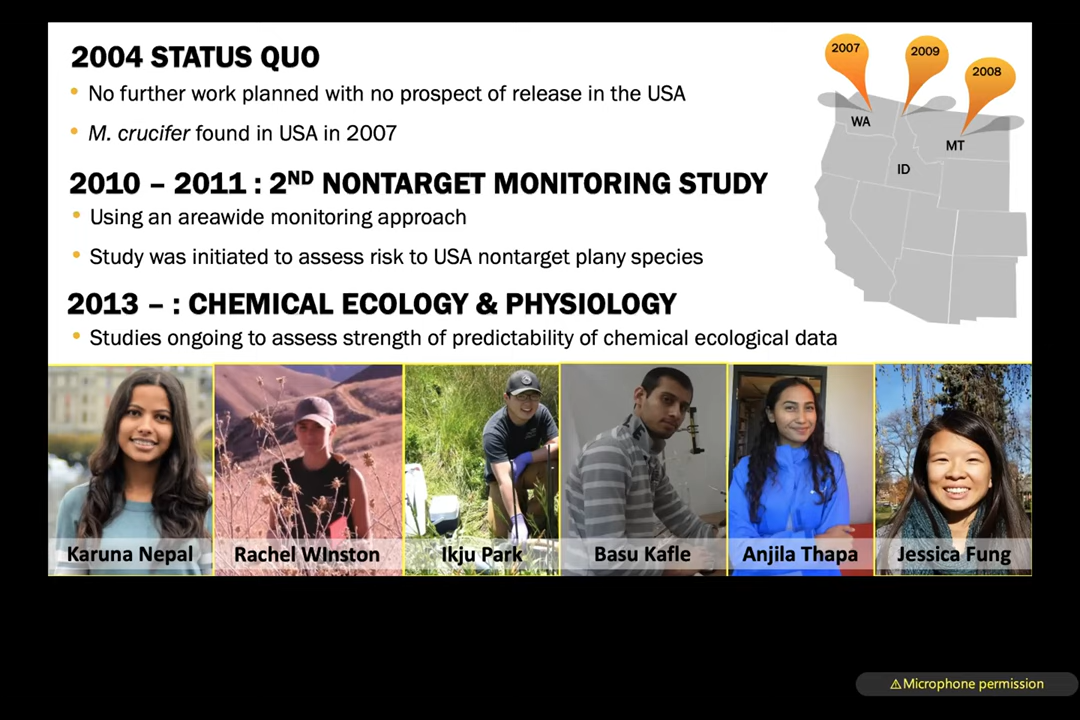 2004 STATUS QUO
• No further work planned with no prospect of release in the USA
• M. crucifer found in USA in 2007
2010 – 2011 : 2ND NONTARGET MONITORING STUDY
• Using an areawide monitoring approach
• Study was initiated to assess risk to USA nontarget plany species
2013 – : CHEMICAL ECOLOGY & PHYSIOLOGY
• Studies ongoing to assess strength of predictability of chemical ecological data
2007
2009
2008
WA
MT
ID
Karuna Nepal
Rachel WInston
Ikju Park
Basu Kafle
Anjila Thapa
Jessica Fung
⚠Microphone permission